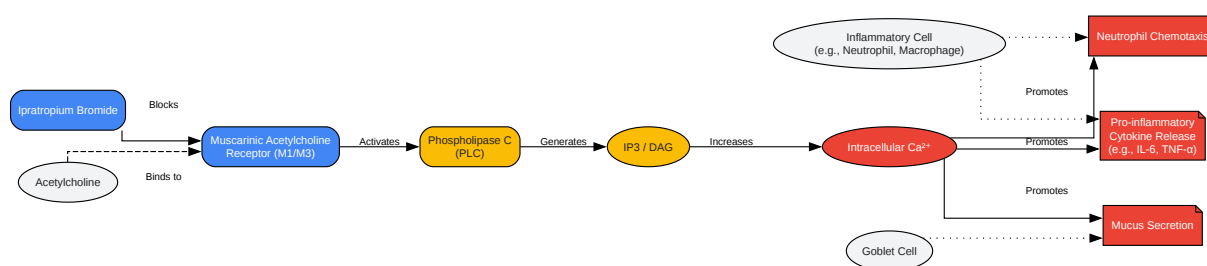 Inflammatory Cell
(e.g., Neutrophil, Macrophage)
Neutrophil Chemotaxis
Ipratropium Bromide
Blocks
Acetylcholine
Binds to
Muscarinic Acetylcholine
Receptor (M1/M3)
Activates
Phospholipase C
(PLC)
Generates
IP3 / DAG
Increases
Intracellular Ca²⁺
Promotes
Promotes
Promotes
Pro-inflammatory
Cytokine Release
(e.g., IL-6, TNF-α)
Mucus Secretion
Goblet Cell